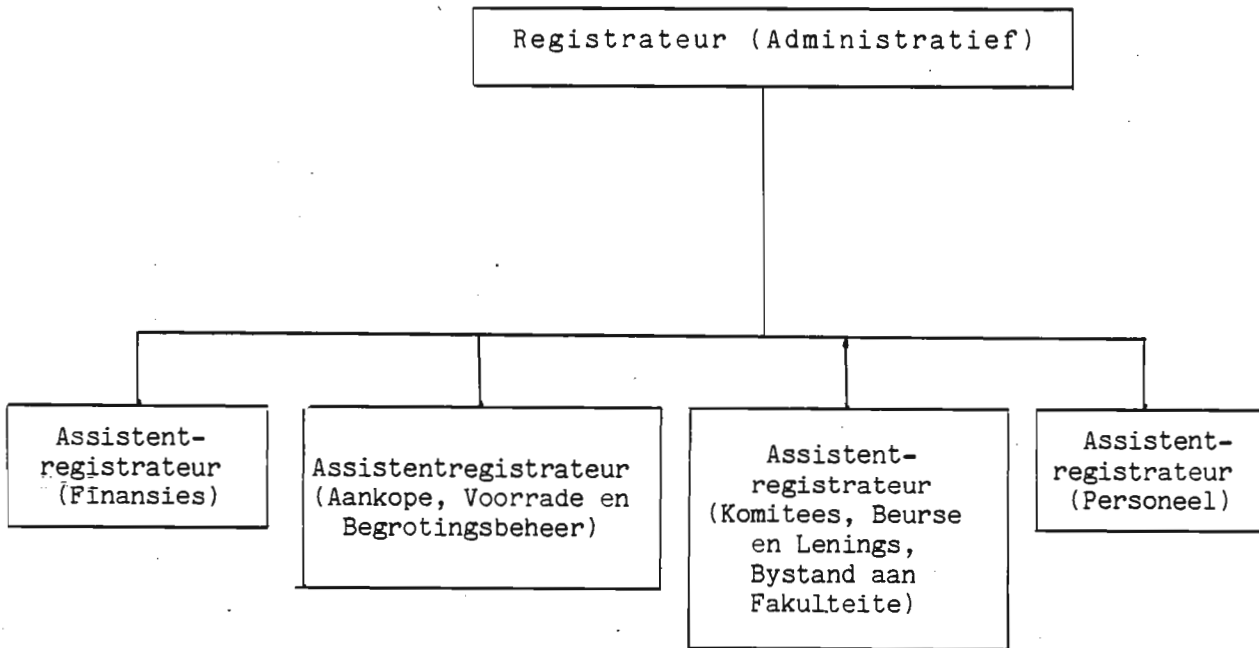 Registrateur (Administratief)
Assistent-
registrateur
(Finansies)
Assistentregistrateur
(Aankope, Voorrade en
Begrotingsbeheer)
Assistent-
registrateur
(Komitees, Beurse
en Lenings,
Bystand aan
Fakulteite)
Assistent-
registrateur
(Personeel)